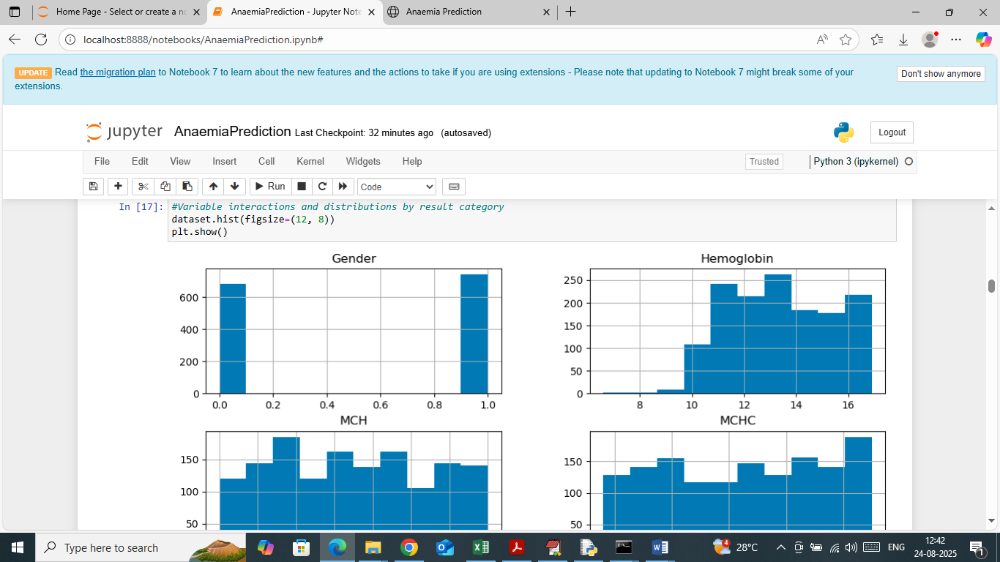 Home Page - Select or create a n
AnaemiaPrediction - Jupyter Note
Anaemia Prediction
localhost:8888/notebooks/AnaemiaPrediction.ipynb#
UPDATE Read the migration plan to Notebook 7 to learn about the new features and the actions to take if you are using extensions - Please note that updating to Notebook 7 might break some of your
extensions.
Don't show anymore
jupyter AnaemiaPrediction Last Checkpoint: 32 minutes ago (autosaved)
Logout
File Edit View Insert Cell Kernel Widgets Help
Trusted
Python 3 (ipykernel)
Run
Code
In [17]: #Variable interactions and distributions by result category
dataset.hist(figsize=(12, 8))
plt.show()
Gender
600
400
200
0
0.0 0.2 0.4 0.6 0.8 1.0
Hemoglobin
250
200
150
100
50
0
8 10 12 14 16
MCH
150
100
50
MCHC
150
100
50
Type here to search
4
28°C
ENG
12:42
24-08-2025
1